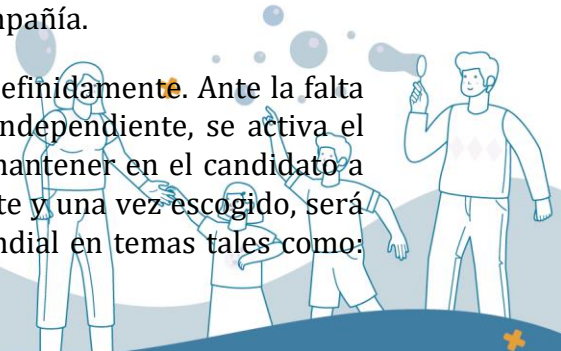 mpañía.
efinidamente. Ante la falta
ndependiente, se activa el
mantener en el candidato a
te y una vez escogido, será
ndial en temas tales como: